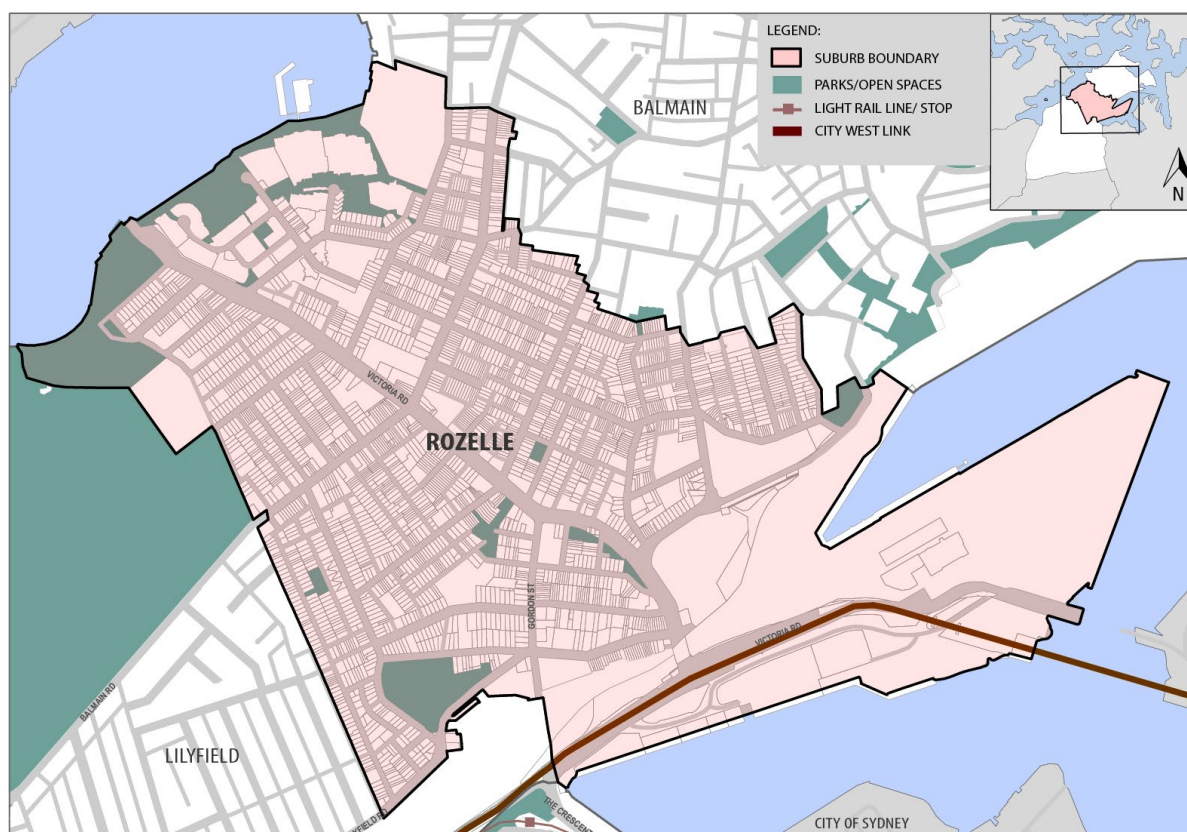 LEGEND:
SUBURB BOUNDARY
PARKS/OPEN SPACES
LIGHT RAIL LINE/ STOP
CITY WEST LINK
N
BALMAIN
VICTORIA RD
ROZELLE
GORDON ST
VICTORIA RD
BALMAIN RD
LILYFIELD
THE CRESCENT
CITY OF SYDNEY